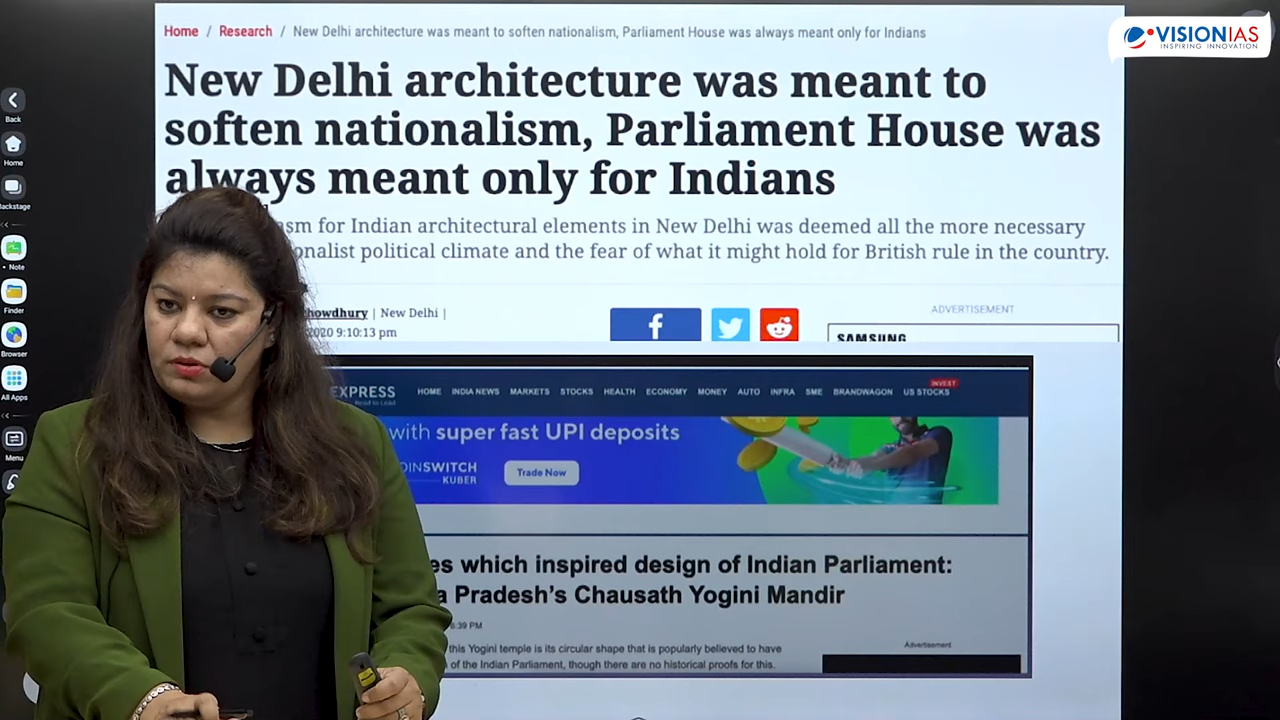 VISIONIAS
INSPIRING INNOVATION
Home / Research / New Delhi architecture was meant to soften nationalism, Parliament House was always meant only for Indians
New Delhi architecture was meant to
soften nationalism, Parliament House was
always meant only for Indians
for Indian architectural elements in New Delhi was deemed all the more necessary
political climate and the fear of what it might hold for British rule in the country.
| New Delhi |
2020 9:10:13 pm
ADVERTISEMENT
SAMSUNG
Back
Home
Backstage
Note
Finder
Browser
All Apps
Menu
EXPRESS
Read to Lead
HOME INDIA NEWS MARKETS STOCKS HEALTH ECONOMY MONEY AUTO INFRA SME BRANDWAGON US STOCKS
INVEST
with super fast UPI deposits
KUBER
Trade Now
which inspired design of Indian Parliament:
Pradesh's Chausath Yogini Mandir
:39 PM
this Yogini temple is its circular shape that is popularly believed to have
of the Indian Parliament, though there are no historical proofs for this.
Advertisement